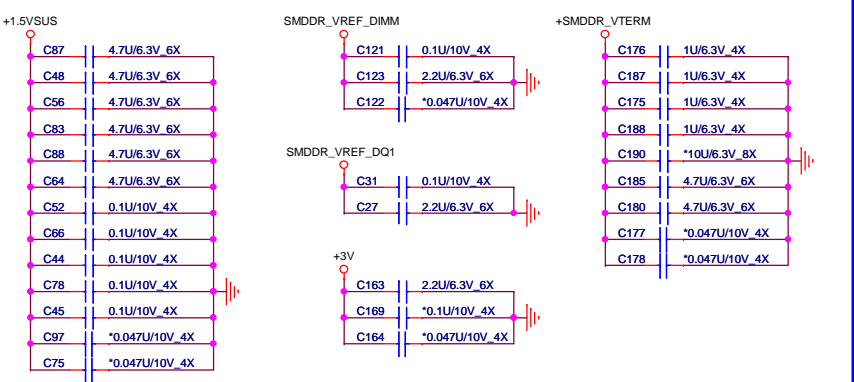 +1.5VSUS
C87 4.7U/6.3V_6X
C48 4.7U/6.3V_6X
C56 4.7U/6.3V_6X
C83 4.7U/6.3V_6X
C88 4.7U/6.3V_6X
C64 4.7U/6.3V_6X
C52 0.1U/10V_4X
C66 0.1U/10V_4X
C44 0.1U/10V_4X
C78 0.1U/10V_4X
C45 0.1U/10V_4X
C97 *0.047U/10V_4X
C75 *0.047U/10V_4X
SMDDR_VREF_DIMM
C121 0.1U/10V_4X
C123 2.2U/6.3V_6X
C122 *0.047U/10V_4X
SMDDR_VREF_DQ1
C31 0.1U/10V_4X
C27 2.2U/6.3V_6X
+3V
C163 2.2U/6.3V_6X
C169 *0.1U/10V_4X
C164 *0.047U/10V_4X
+SMDDR_VTERM
C176 1U/6.3V_4X
C187 1U/6.3V_4X
C175 1U/6.3V_4X
C188 1U/6.3V_4X
C190 *10U/6.3V_8X
C185 4.7U/6.3V_6X
C180 4.7U/6.3V_6X
C177 *0.047U/10V_4X
C178 *0.047U/10V_4X